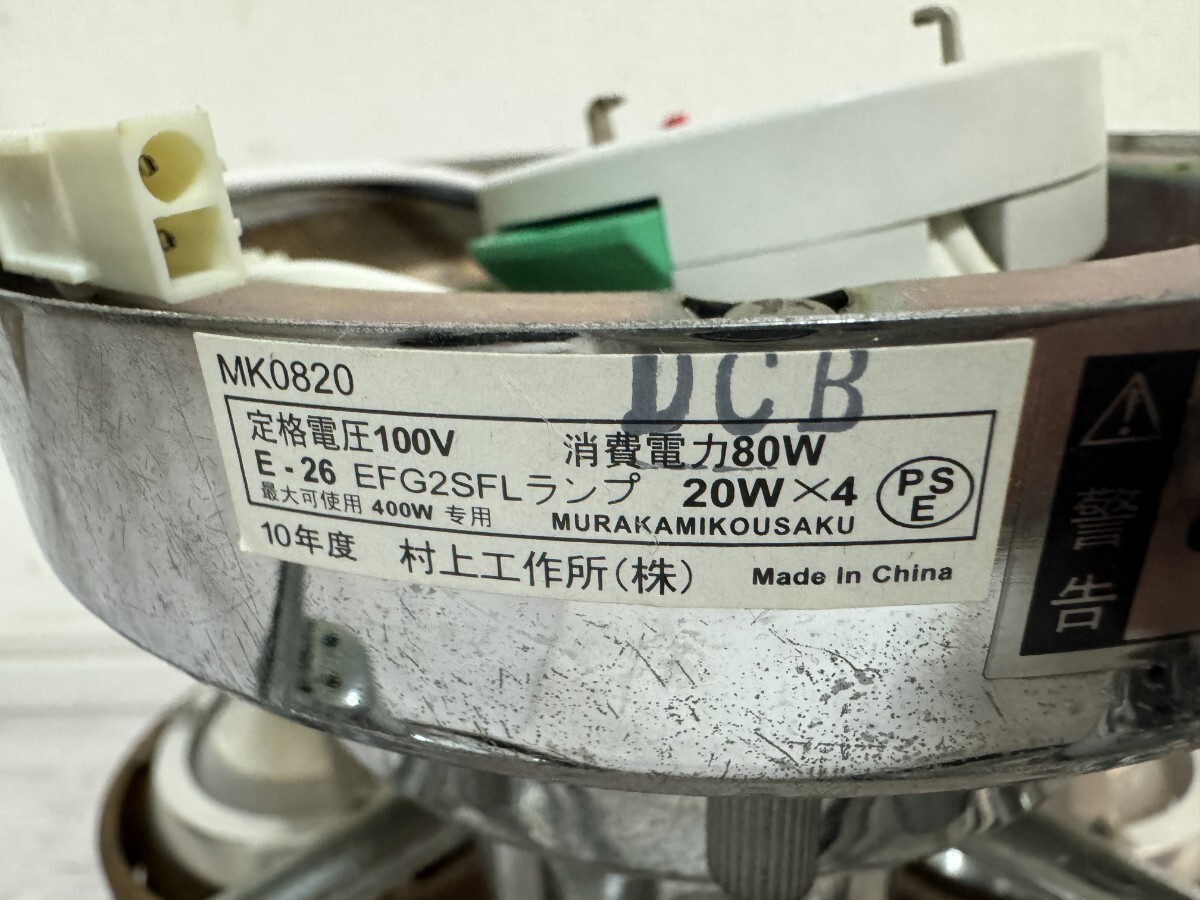 MK0820
DCB
定格電圧100V 消費電力80W
E - 26 EFG2SFLランプ 20W×4
PSE
最大可使用 400W 专用 MURAKAMIKOUSAKU
10年度 村上工作所(株) Made In China
警告